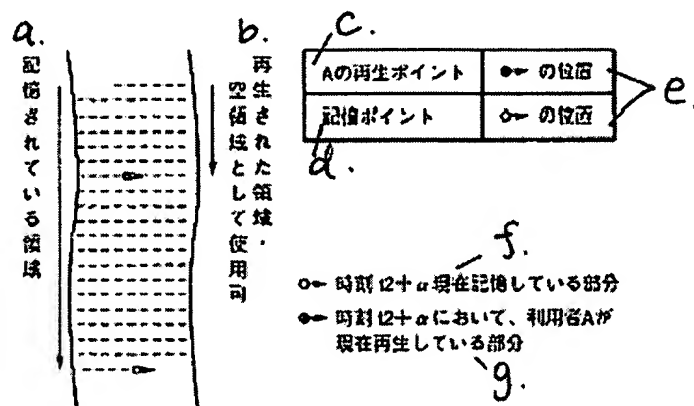 a.
記憶されている領域
b.
再生された領域・
空領域として使用可
c.
Aの再生ポイント
の位置
記憶ポイント
の位置
d.
e.
f.
時刻t2+α現在記憶している部分
時刻t2+αにおいて、利用者Aが
現在再生している部分
g.